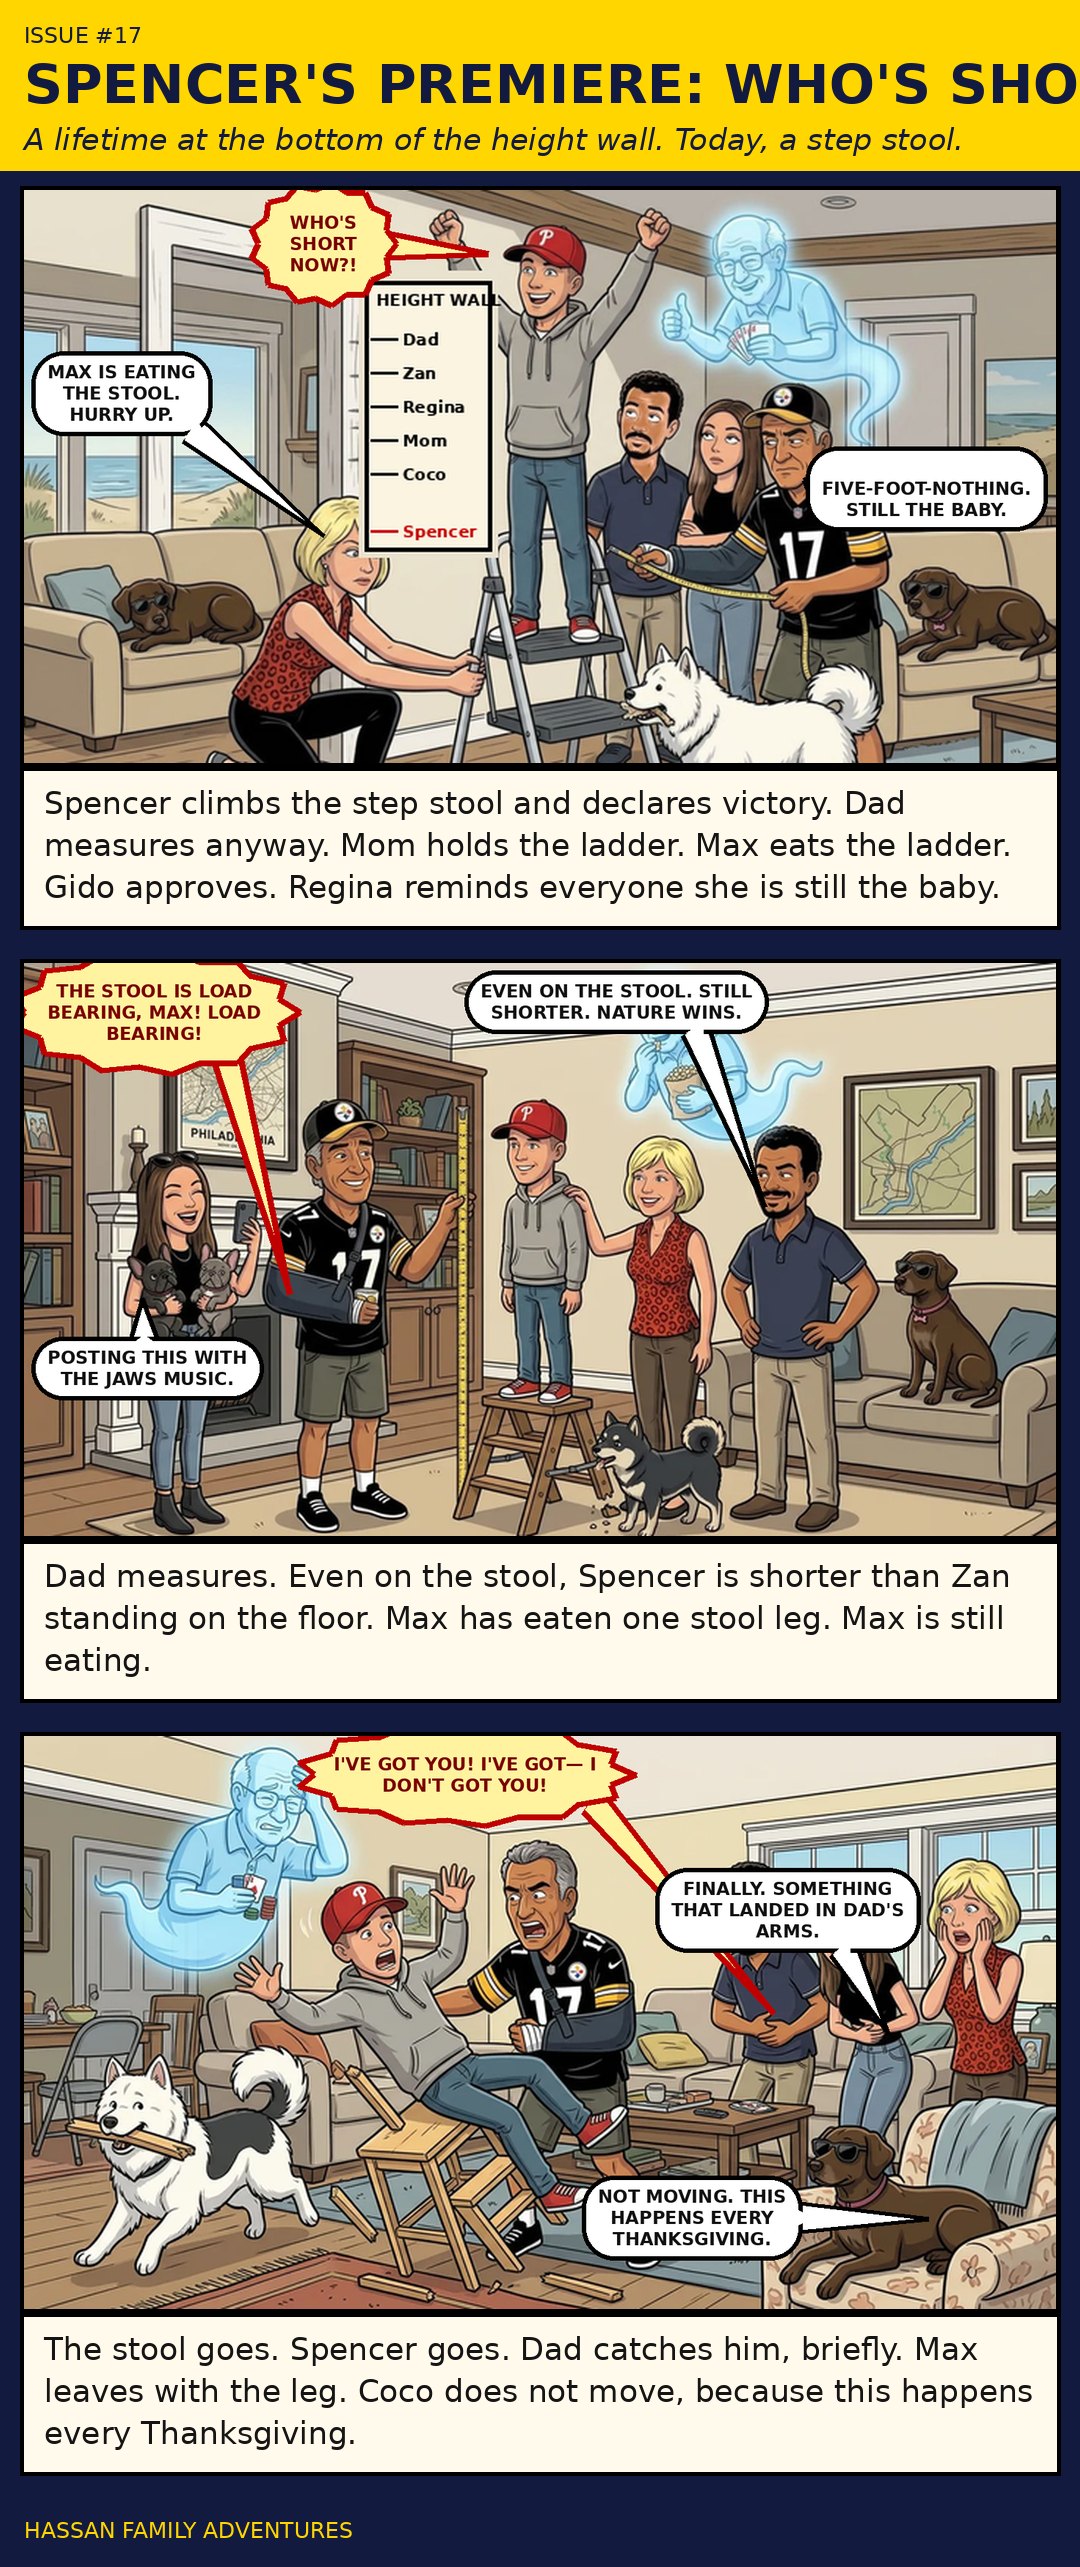 ISSUE #17
SPENCER'S PREMIERE: WHO'S SHO
A lifetime at the bottom of the height wall. Today, a step stool.
WHO'S
SHORT
NOW?!
HEIGHT WALL
Dad
Zan
Regina
Mom
Coco
Spencer
MAX IS EATING
THE STOOL.
HURRY UP.
FIVE-FOOT-NOTHING.
STILL THE BABY.
P
17
Spencer climbs the step stool and declares victory. Dad
measures anyway. Mom holds the ladder. Max eats the ladder.
Gido approves. Regina reminds everyone she is still the baby.
THE STOOL IS LOAD
BEARING, MAX! LOAD
BEARING!
EVEN ON THE STOOL. STILL
SHORTER. NATURE WINS.
P
17
POSTING THIS WITH
THE JAWS MUSIC.
Dad measures. Even on the stool, Spencer is shorter than Zan
standing on the floor. Max has eaten one stool leg. Max is still
eating.
I'VE GOT YOU! I'VE GOT— I
DON'T GOT YOU!
P
17
17
FINALLY. SOMETHING
THAT LANDED IN DAD'S
ARMS.
NOT MOVING. THIS
HAPPENS EVERY
THANKSGIVING.
The stool goes. Spencer goes. Dad catches him, briefly. Max
leaves with the leg. Coco does not move, because this happens
every Thanksgiving.
HASSAN FAMILY ADVENTURES